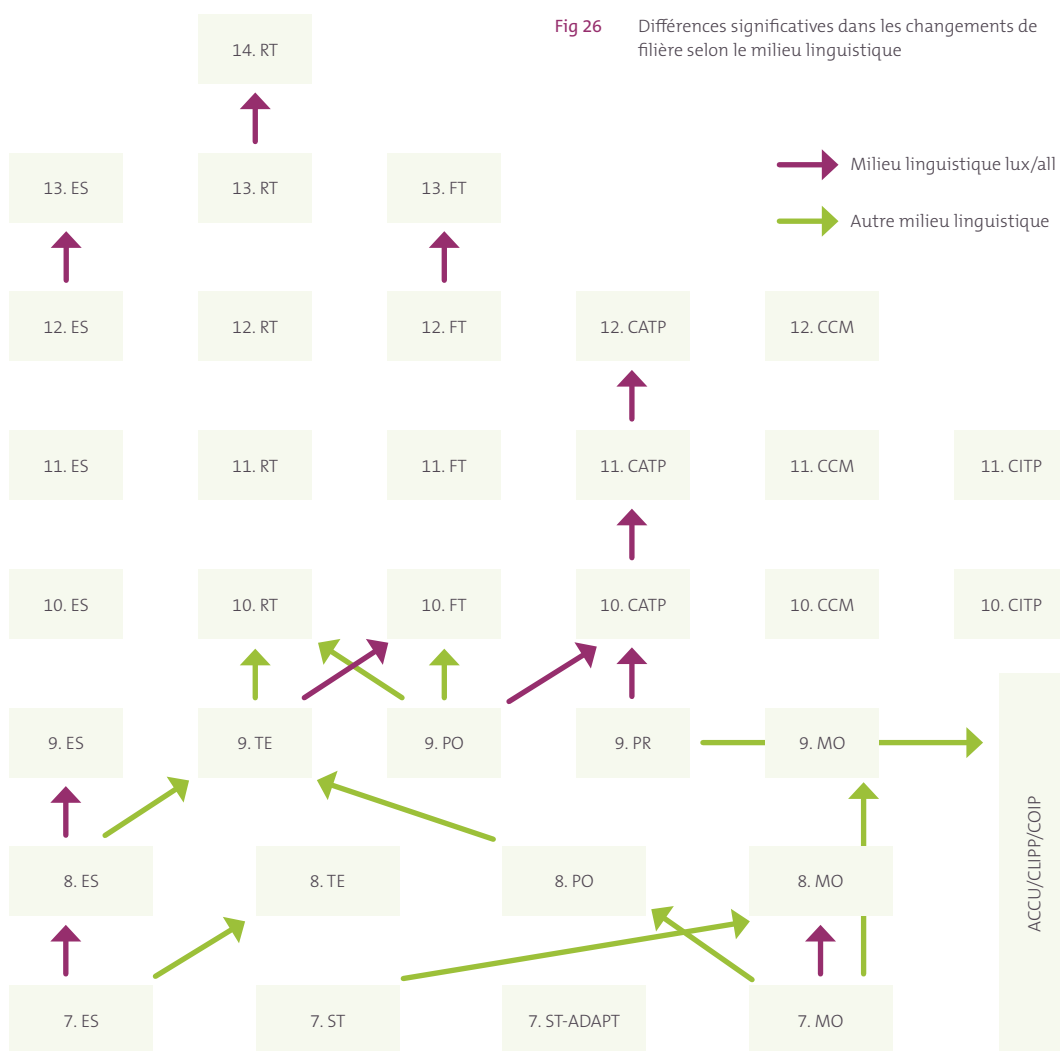 Fig 26 Différences significatives dans les changements de
filière selon le milieu linguistique
14. RT
Milieu linguistique lux/all
Autre milieu linguistique
13. ES 13. RT 13. FT
12. ES 12. RT 12. FT 12. CATP 12. CCM
11. ES 11. RT 11. FT 11. CATP 11. CCM 11. CITP
10. ES 10. RT 10. FT 10. CATP 10. CCM 10. CITP
9. ES 9. TE 9. PO 9. PR 9. MO
8. ES 8. TE 8. PO 8. MO
7. ES 7. ST 7. ST-ADAPT 7. MO
ACCU/CLIPP/COIP